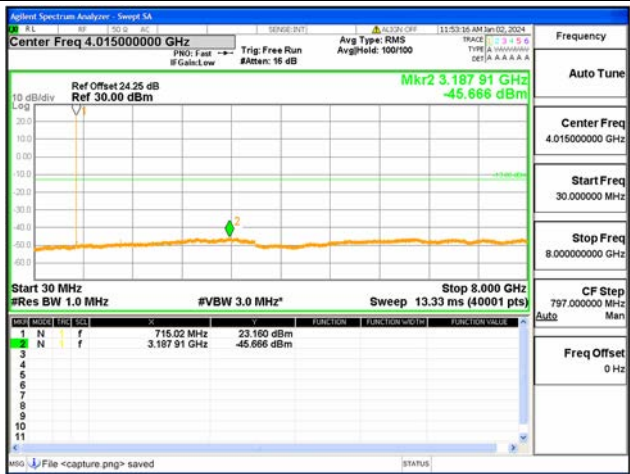 Agilent Spectrum Analyzer - Swept SA
RL RF 50 Ω AC SENSE:INT ALIGN OFF 11:53:16 AM Jan 02, 2024
Center Freq 4.015000000 GHz
PNO: Fast
IFGain:Low
Trig: Free Run
#Atten: 16 dB
Avg Type: RMS
Avg|Hold: 100/100
TRACE 1 2 3 4 5 6
TYPE A
DET A A A A A A
Ref Offset 24.25 dB
10 dB/div Ref 30.00 dBm
Log
Mkr2 3.187 91 GHz
-45.666 dBm
1
20.0
10.0
0.00
-10.0
-20.0
-30.0
-40.0
2
-50.0
-60.0
Start 30 MHz Stop 8.000 GHz
#Res BW 1.0 MHz #VBW 3.0 MHz* Sweep 13.33 ms (40001 pts)
MKR MODE TRC SCL X Y FUNCTION FUNCTION WIDTH FUNCTION VALUE
1 N 1 f 715.02 MHz 23.160 dBm
2 N 1 f 3.187 91 GHz -45.666 dBm
3
4
5
6
7
8
9
10
11
MSG File <capture.png> saved STATUS
Frequency
Auto Tune
Center Freq
4.015000000 GHz
Start Freq
30.000000 MHz
Stop Freq
8.000000000 GHz
CF Step
797.000000 MHz
Auto Man
Freq Offset
0 Hz